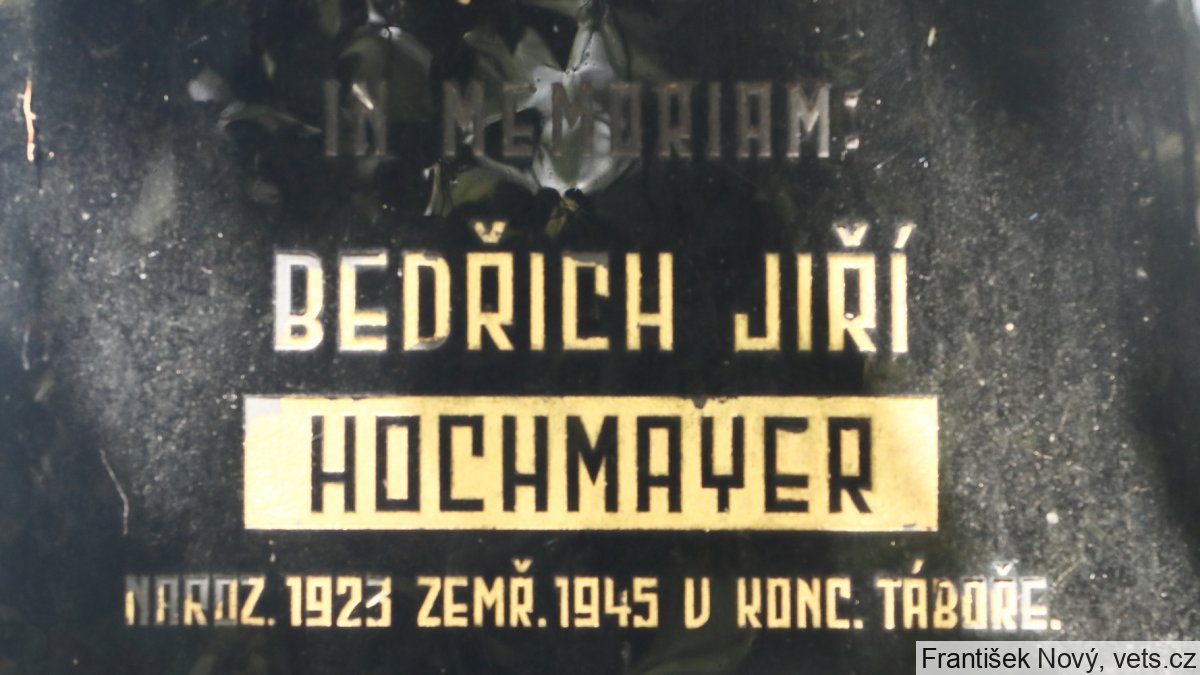 IN MEMORIAM:
BEDŘICH JIŘÍ
HOCHMAYER
NAROZ. 1923 ZEMŘ. 1945 V KONC. TÁBOŘE.
František Nový, vets.cz